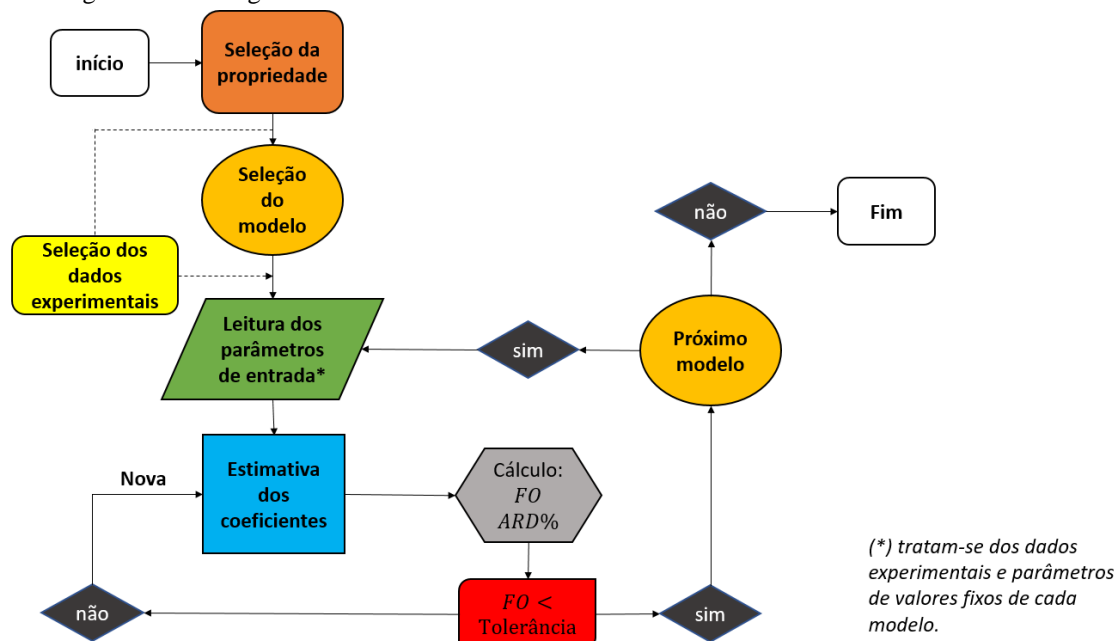 início
Seleção da
propriedade
Seleção
do
modelo
Seleção dos
dados
experimentais
não
Fim
Leitura dos
parâmetros
de entrada*
sim
Próximo
modelo
Nova
Estimativa
dos
coeficientes
Cálculo:
FO
ARD%
não
FO <
Tolerância
sim
(*) tratam-se dos dados
experimentais e parâmetros
de valores fixos de cada
modelo.